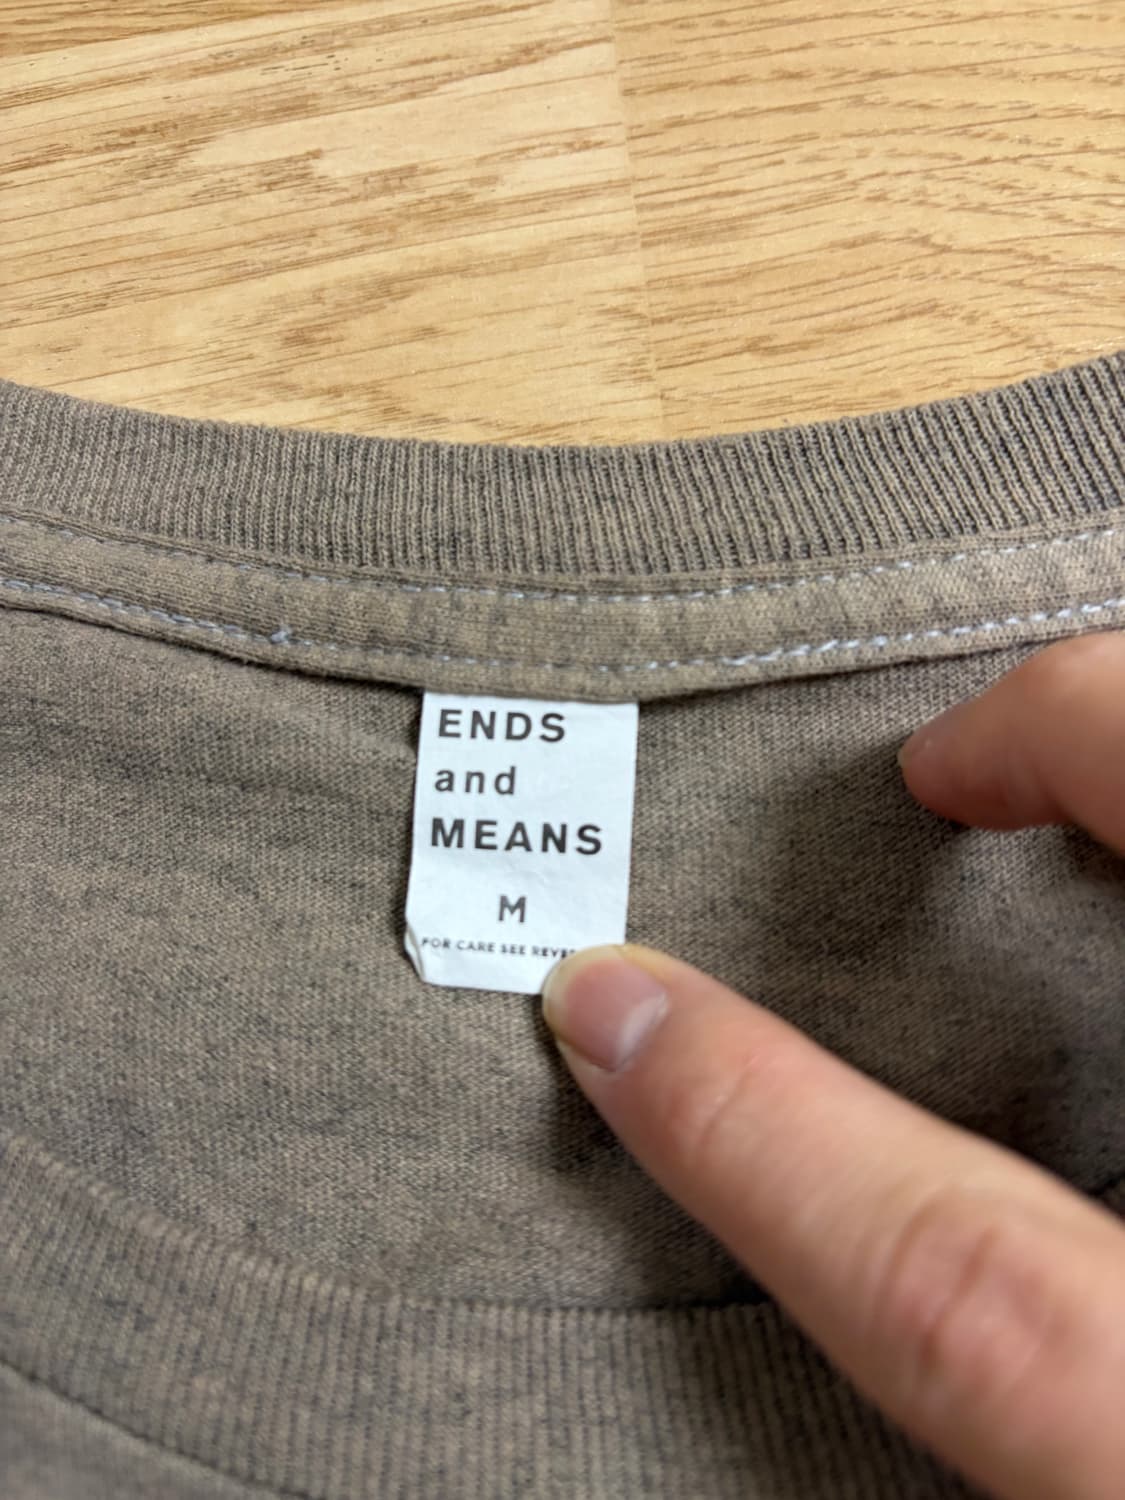 ENDS
and
MEANS
M
FOR CARE SEE